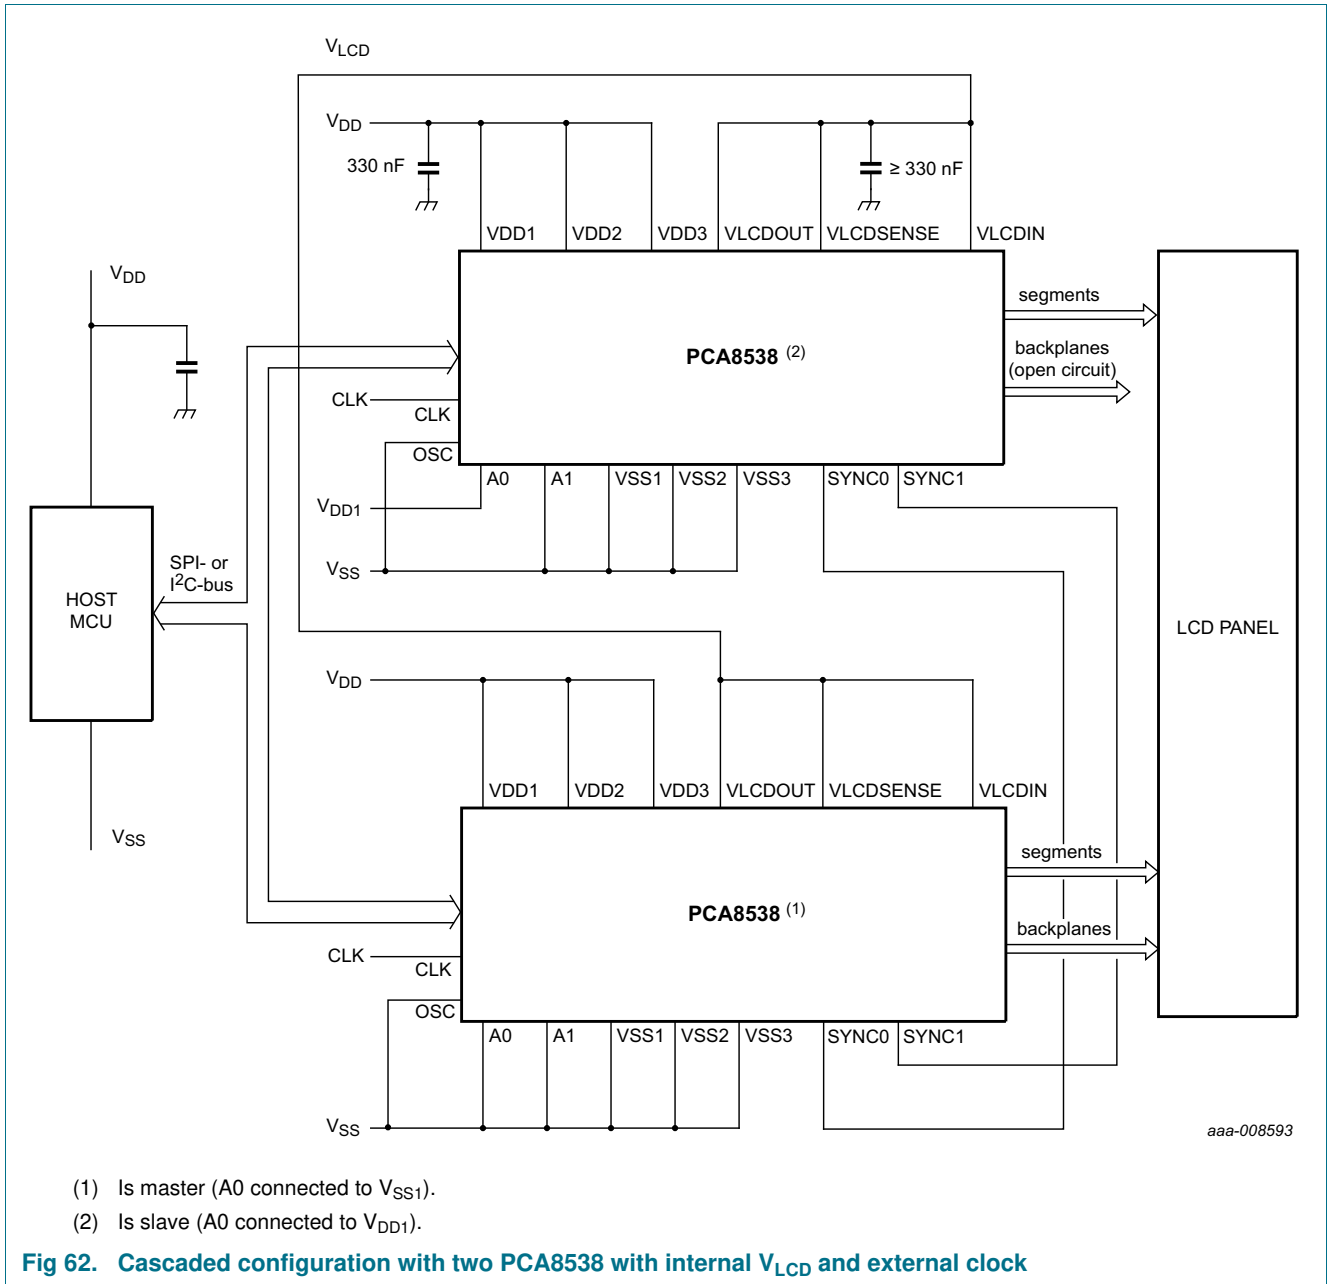 VLCD
VDD
330 nF
≥ 330 nF
VDD1
VDD2
VDD3
VLCDOUT
VLCDSENSE
VLCDIN
VDD
segments
PCA8538 (2)
backplanes
(open circuit)
CLK
CLK
OSC
A0
A1
VSS1
VSS2
VSS3
SYNC0
SYNC1
VDD1
SPI- or
I2C-bus
VSS
HOST
MCU
LCD PANEL
VDD
VDD1
VDD2
VDD3
VLCDOUT
VLCDSENSE
VLCDIN
VSS
segments
PCA8538 (1)
backplanes
CLK
CLK
OSC
A0
A1
VSS1
VSS2
VSS3
SYNC0
SYNC1
VSS
aaa-008593
(1) Is master (A0 connected to VSS1).
(2) Is slave (A0 connected to VDD1).
Fig 62. Cascaded configuration with two PCA8538 with internal VLCD and external clock